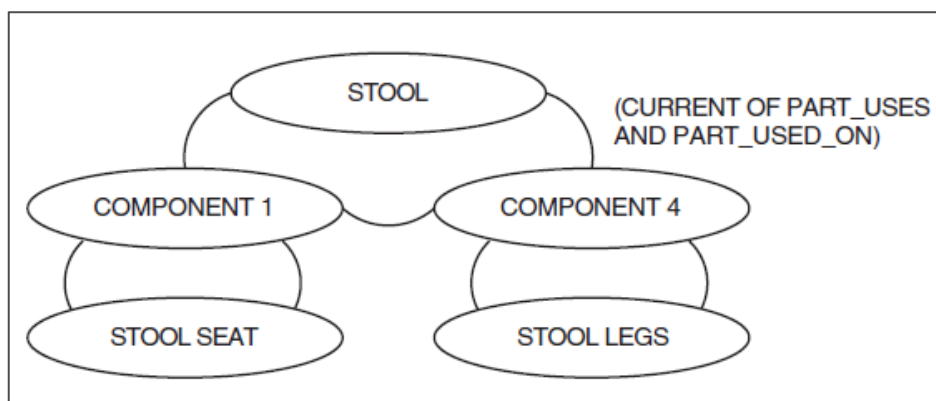 STOOL
(CURRENT OF PART_USES
AND PART_USED_ON)
COMPONENT 1
COMPONENT 4
STOOL SEAT
STOOL LEGS